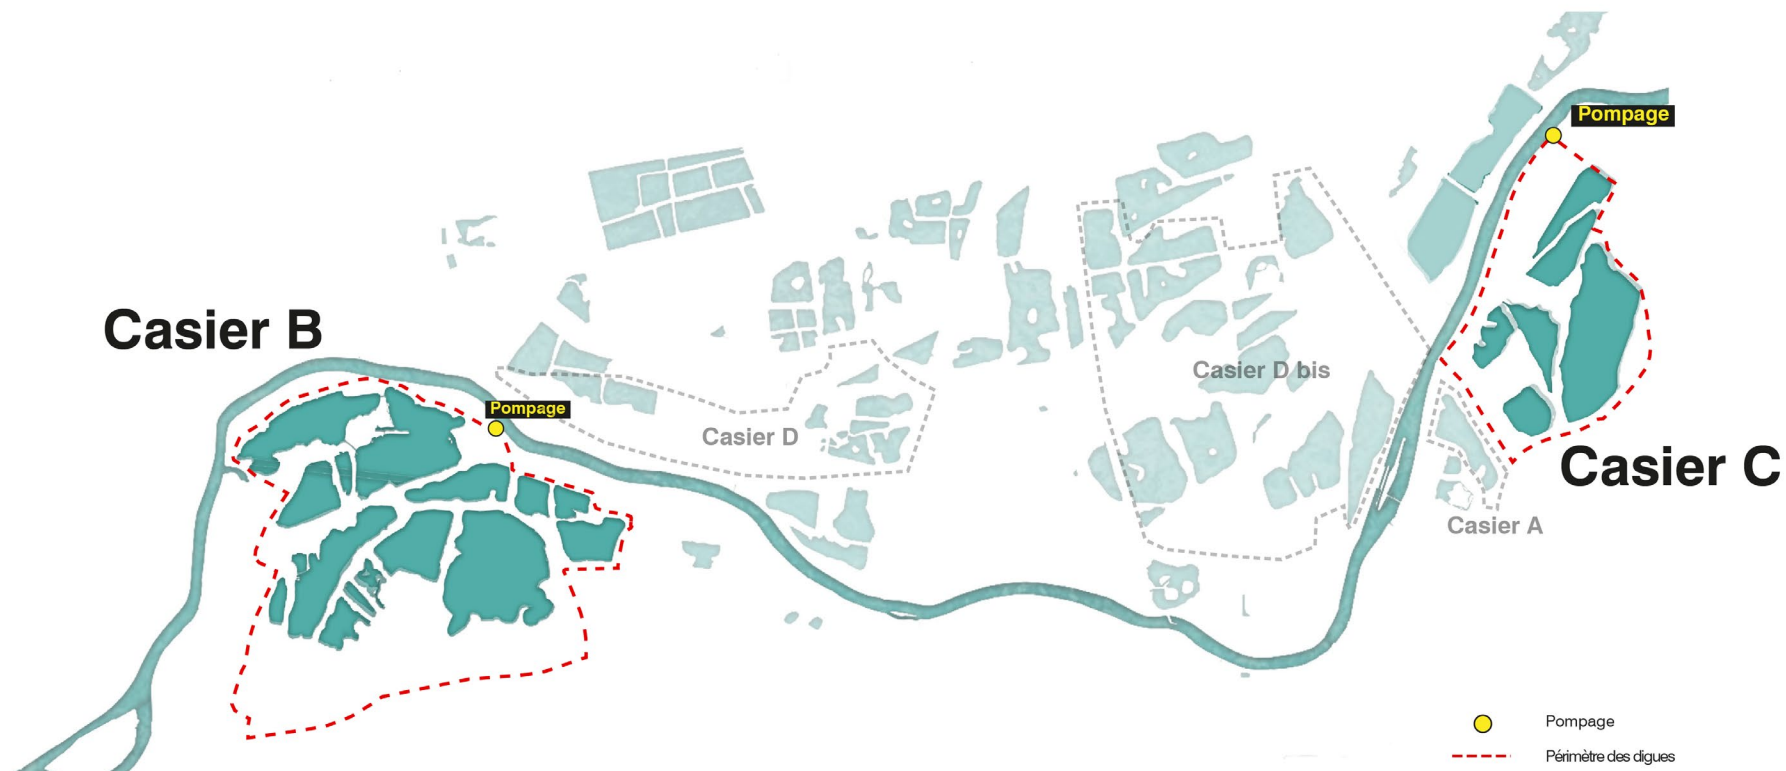 Pompage
Casier B
Casier D bis
Pompage
Casier D
Casier C
Casier A
Pompage
Périmètre des digues